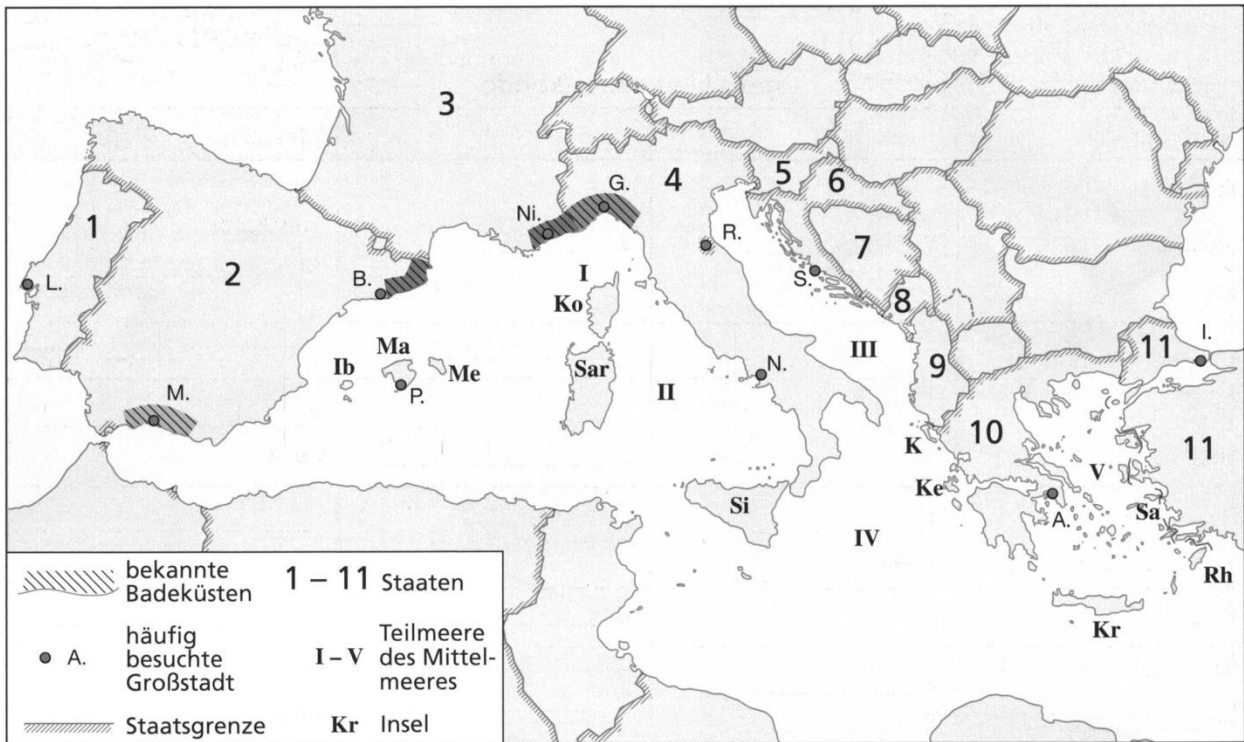 3
G.
4
5
6
Ni.
1
R.
7
2
L.
B.
I
S.
8
Ko
I.
Ma
III
11
Ib
Me
Sar
9
N.
P.
M.
II
10
K
11
V
Ke
Si
A.
Sa
IV
Rh
Kr
bekannte
Badeküsten
1 – 11 Staaten
A.
häufig
besuchte
Großstadt
I – V
Teilmeere
des Mittel-
meeres
Staatsgrenze
Kr Insel